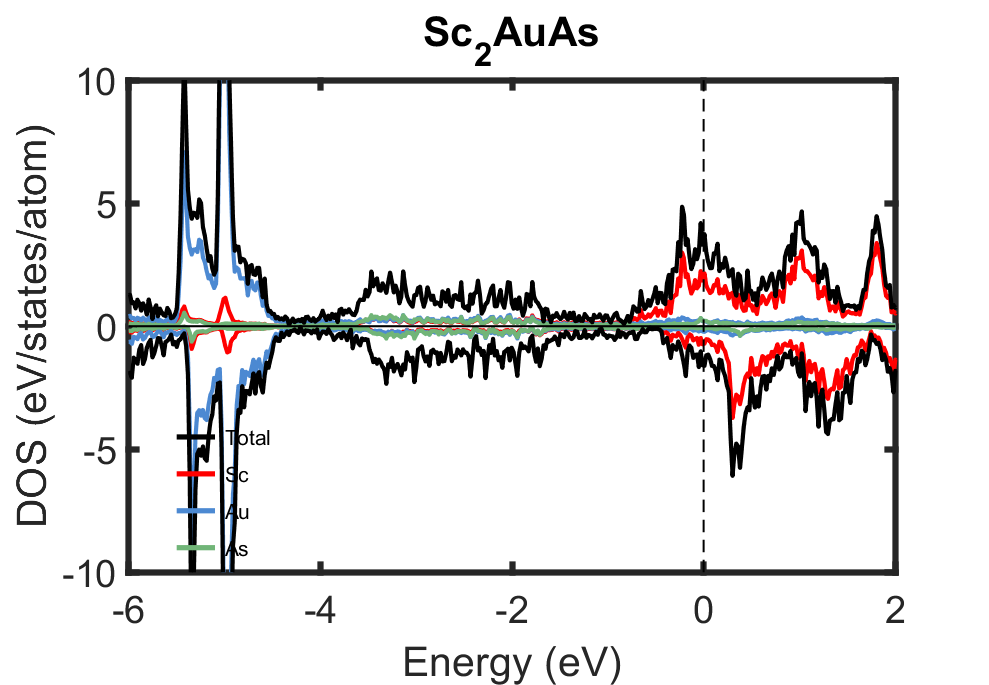 Sc₂AuAs
10
5
0
-5
-10
DOS (eV/states/atom)
Total
Sc
Au
As
-6 -4 -2 0 2
Energy (eV)